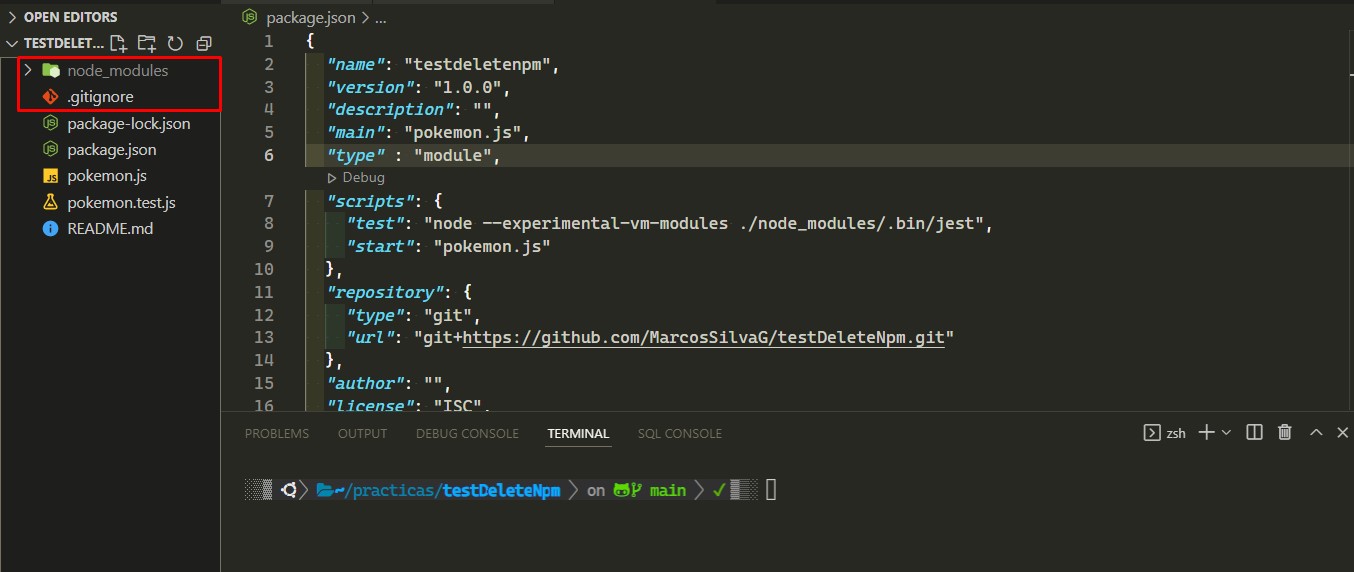 OPEN EDITORS
TESTDELET...
node_modules
.gitignore
package-lock.json
package.json
pokemon.js
pokemon.test.js
README.md
package.json > ...
1 {
2 "name": "testdeletenpm",
3 "version": "1.0.0",
4 "description": "",
5 "main": "pokemon.js",
6 "type" : "module",
Debug
7 "scripts": {
8 "test": "node --experimental-vm-modules ./node_modules/.bin/jest",
9 "start": "pokemon.js"
10 },
11 "repository": {
12 "type": "git",
13 "url": "git+https://github.com/MarcosSilvaG/testDeleteNpm.git"
14 },
15 "author": "",
16 "license": "ISC",
PROBLEMS OUTPUT DEBUG CONSOLE TERMINAL SQL CONSOLE zsh
~/practicas/testDeleteNpm on main ✓